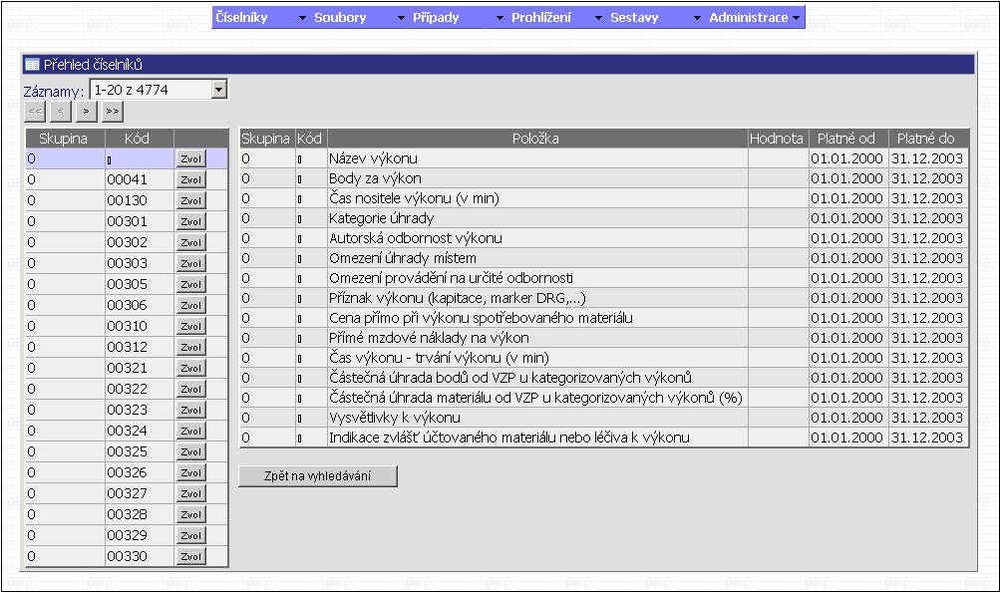 Číselníky Soubory Případy Prohlížení Sestavy Administrace
Přehled číselníků
Záznamy: 1-20 z 4774
<< < > >>
Skupina Kód
0 Zvol
0 00041 Zvol
0 00130 Zvol
0 00301 Zvol
0 00302 Zvol
0 00303 Zvol
0 00305 Zvol
0 00306 Zvol
0 00310 Zvol
0 00312 Zvol
0 00321 Zvol
0 00322 Zvol
0 00323 Zvol
0 00324 Zvol
0 00325 Zvol
0 00326 Zvol
0 00327 Zvol
0 00328 Zvol
0 00329 Zvol
0 00330 Zvol
Skupina Kód Položka Hodnota Platné od Platné do
0 Název výkonu 01.01.2000 31.12.2003
0 Body za výkon 01.01.2000 31.12.2003
0 Čas nositele výkonu (v min) 01.01.2000 31.12.2003
0 Kategorie úhrady 01.01.2000 31.12.2003
0 Autorská odbornost výkonu 01.01.2000 31.12.2003
0 Omezení úhrady místem 01.01.2000 31.12.2003
0 Omezení provádění na určité odbornosti 01.01.2000 31.12.2003
0 Příznak výkonu (kapitace, marker DRG,...) 01.01.2000 31.12.2003
0 Cena přímo při výkonu spotřebovaného materiálu 01.01.2000 31.12.2003
0 Přímé mzdové náklady na výkon 01.01.2000 31.12.2003
0 Čas výkonu - trvání výkonu (v min) 01.01.2000 31.12.2003
0 Částečná úhrada bodů od VZP u kategorizovaných výkonů 01.01.2000 31.12.2003
0 Částečná úhrada materiálu od VZP u kategorizovaných výkonů (%) 01.01.2000 31.12.2003
0 Vysvětlivky k výkonu 01.01.2000 31.12.2003
0 Indikace zvlášť účtovaného materiálu nebo léčiva k výkonu 01.01.2000 31.12.2003
Zpět na vyhledávání